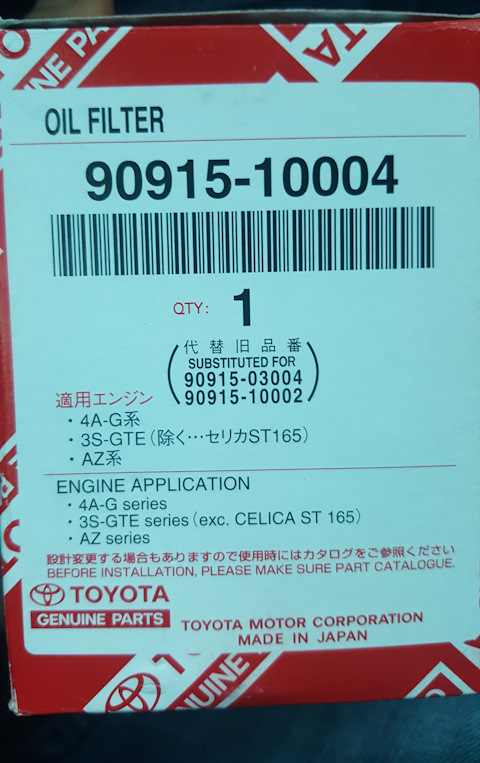 GENUINE PA
TOYOTA
OIL FILTER
90915-10004
QTY: 1
代替旧品番
SUBSTITUTED FOR
90915-03004
90915-10002
適用エンジン
・4A-G系
・3S-GTE(除く…セリカST165)
・AZ系
ENGINE APPLICATION
・4A-G series
・3S-GTE series (exc. CELICA ST 165)
・AZ series
設計変更する場合もありますので使用時にはカタログをご参照ください
BEFORE INSTALLATION, PLEASE MAKE SURE PART CATALOGUE.
TOYOTA
GENUINE PARTS
TOYOTA MOTOR CORPORATION
MADE IN JAPAN